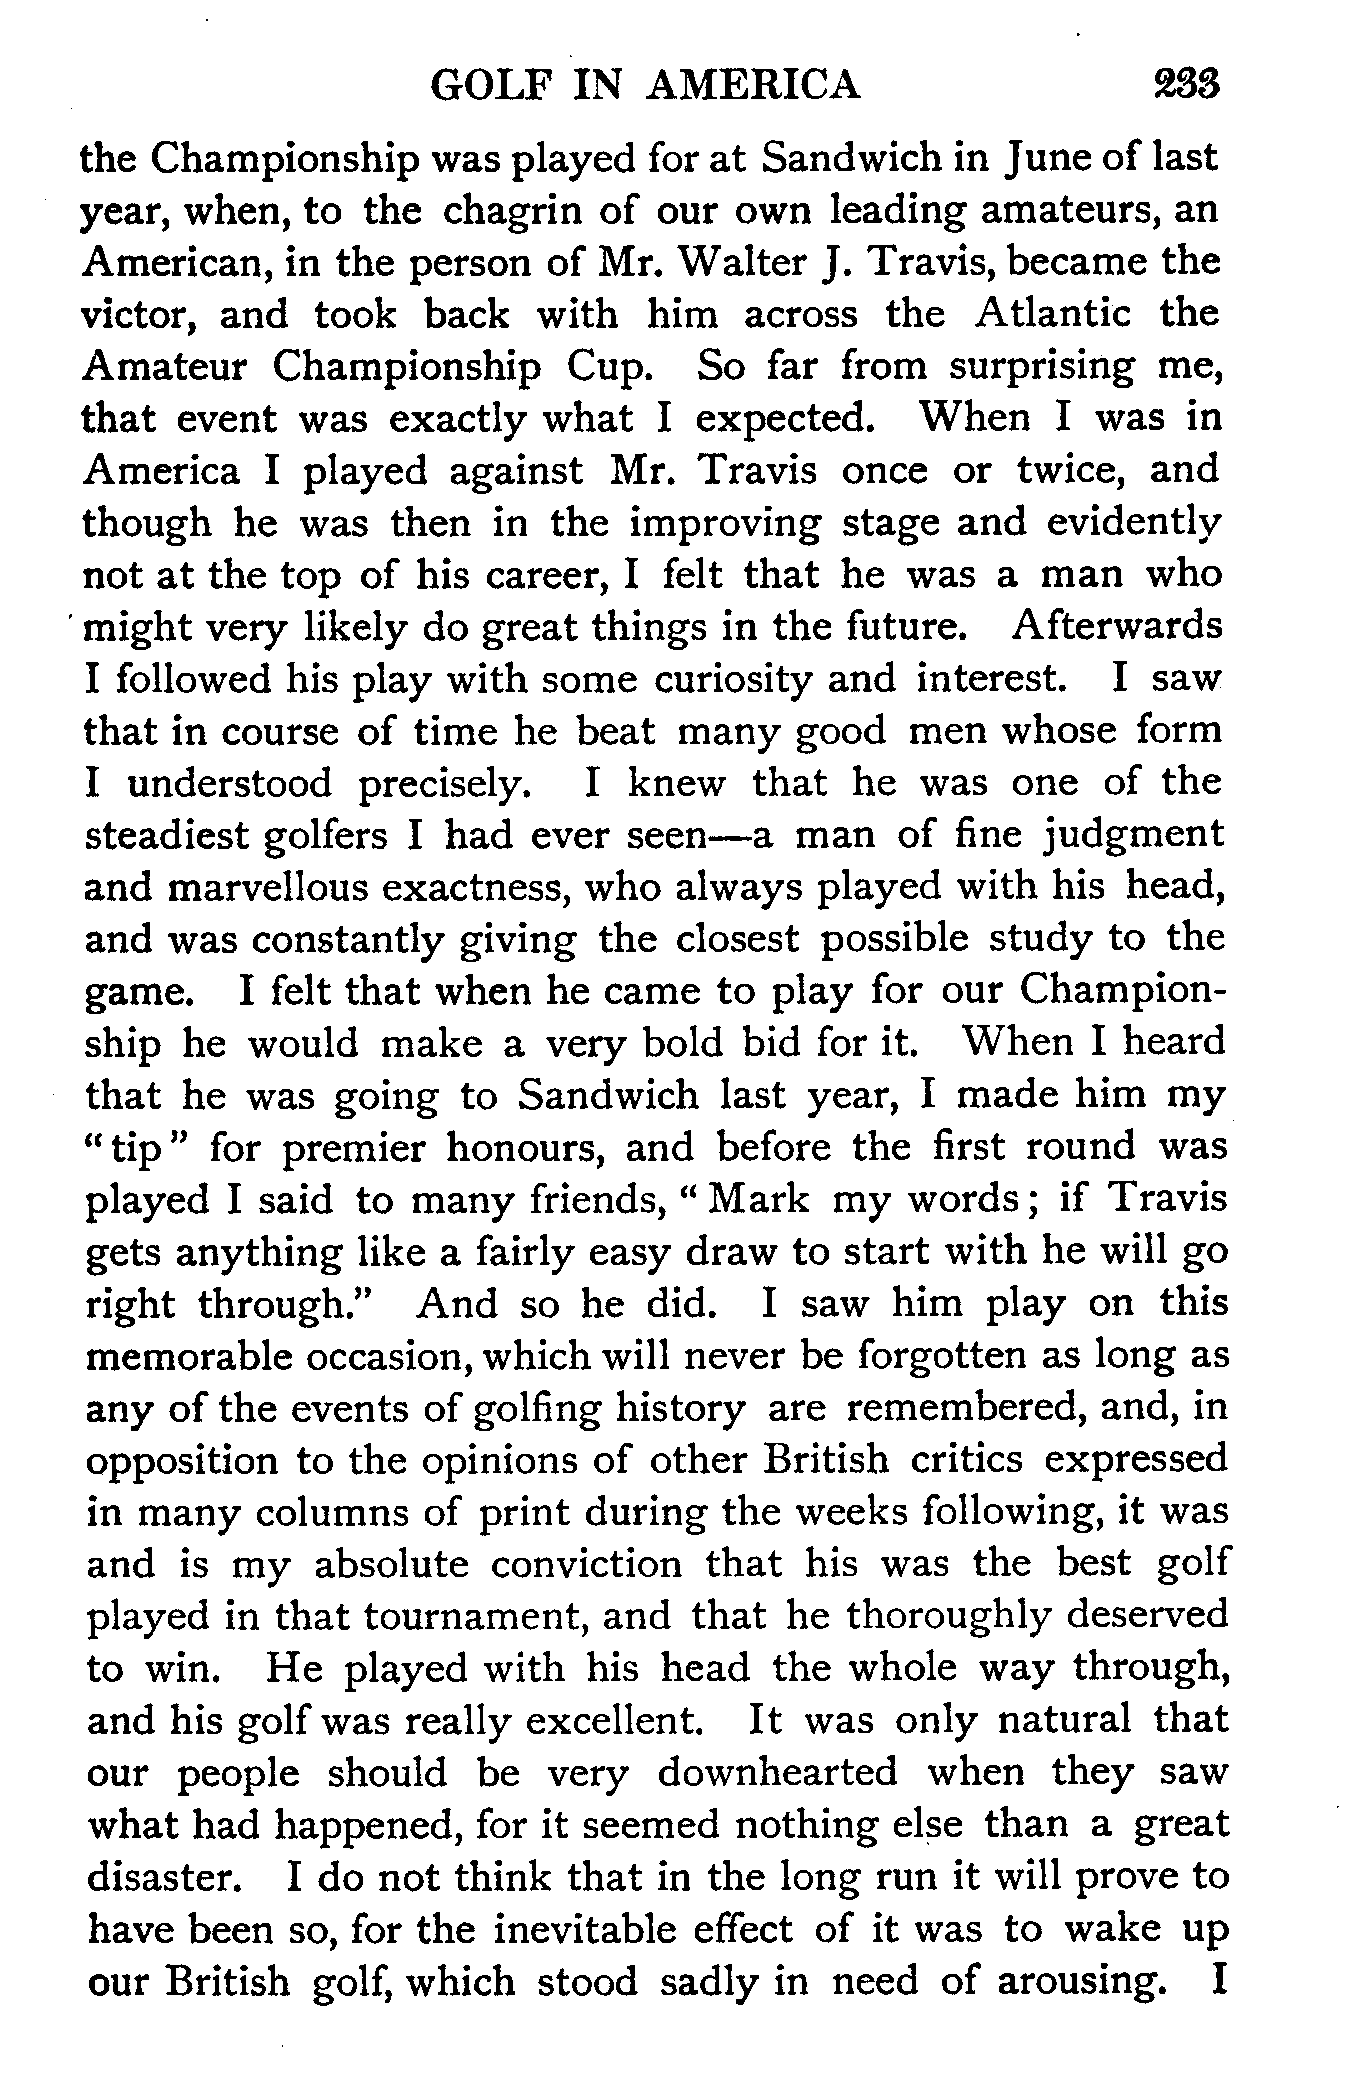 GOLF IN AMERICA 233
the Championship was played for at Sandwich in June of last
year, when, to the chagrin of our own leading amateurs, an
American, in the person of Mr. Walter J. Travis, became the
victor, and took back with him across the Atlantic the
Amateur Championship Cup. So far from surprising me,
that event was exactly what I expected. When I was in
America I played against Mr. Travis once or twice, and
though he was then in the improving stage and evidently
not at the top of his career, I felt that he was a man who
might very likely do great things in the future. Afterwards
I followed his play with some curiosity and interest. I saw
that in course of time he beat many good men whose form
I understood precisely. I knew that he was one of the
steadiest golfers I had ever seen—a man of fine judgment
and marvellous exactness, who always played with his head,
and was constantly giving the closest possible study to the
game. I felt that when he came to play for our Champion-
ship he would make a very bold bid for it. When I heard
that he was going to Sandwich last year, I made him my
“tip” for premier honours, and before the first round was
played I said to many friends, “Mark my words; if Travis
gets anything like a fairly easy draw to start with he will go
right through.” And so he did. I saw him play on this
memorable occasion, which will never be forgotten as long as
any of the events of golfing history are remembered, and, in
opposition to the opinions of other British critics expressed
in many columns of print during the weeks following, it was
and is my absolute conviction that his was the best golf
played in that tournament, and that he thoroughly deserved
to win. He played with his head the whole way through,
and his golf was really excellent. It was only natural that
our people should be very downhearted when they saw
what had happened, for it seemed nothing else than a great
disaster. I do not think that in the long run it will prove to
have been so, for the inevitable effect of it was to wake up
our British golf, which stood sadly in need of arousing. I